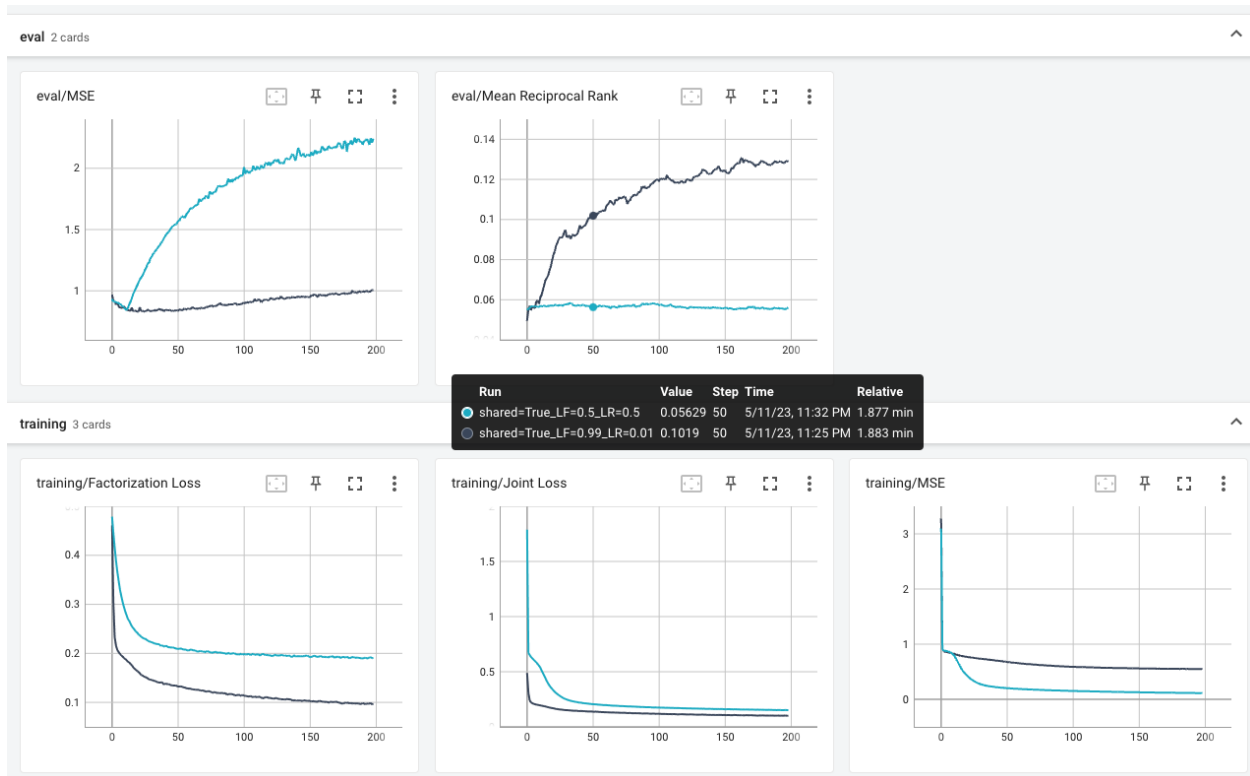 eval 2 cards
eval/MSE
eval/Mean Reciprocal Rank
2
1.5
1
0 50 100 150 200
0.14
0.12
0.1
0.08
0.06
0 50 100 150 200
Run Value Step Time Relative
shared=True_LF=0.5_LR=0.5 0.05629 50 5/11/23, 11:32 PM 1.877 min
shared=True_LF=0.99_LR=0.01 0.1019 50 5/11/23, 11:25 PM 1.883 min
training 3 cards
training/Factorization Loss
training/Joint Loss
training/MSE
0.4
0.3
0.2
0.1
0 50 100 150 200
1.5
1
0.5
0 50 100 150 200
3
2
1
0
0 50 100 150 200